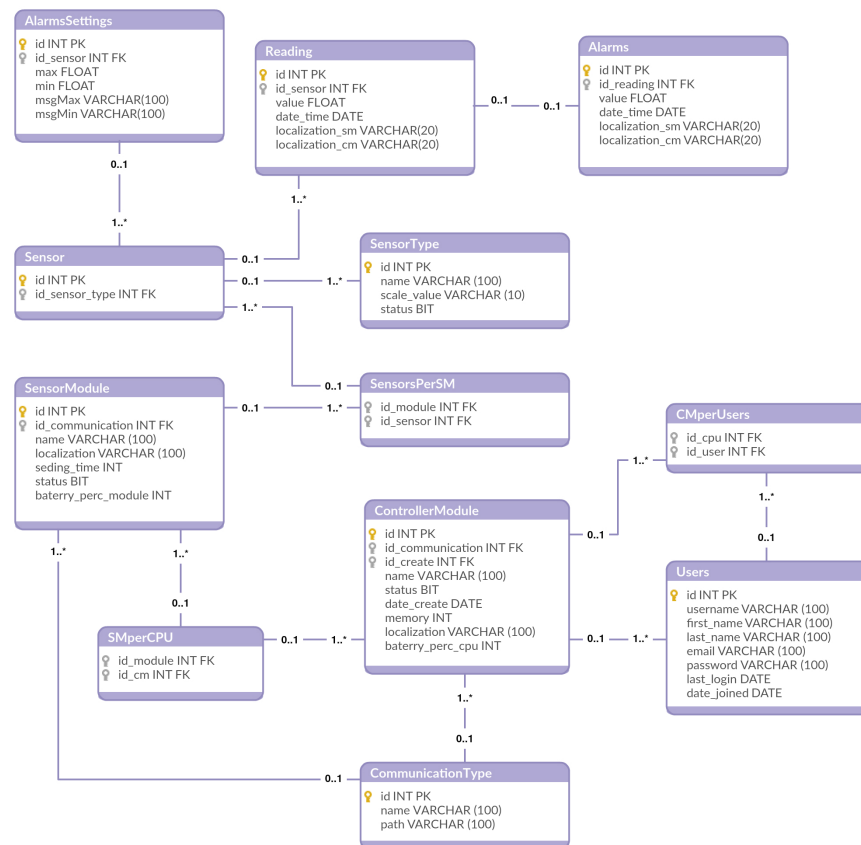 AlarmsSettings
id INT PK
id_sensor INT FK
max FLOAT
min FLOAT
msgMax VARCHAR(100)
msgMin VARCHAR(100)
Reading
id INT PK
id_sensor INT FK
value FLOAT
date_time DATE
localization_sm VARCHAR(20)
localization_cm VARCHAR(20)
0..1
0..1
Alarms
id INT PK
id_reading INT FK
value FLOAT
date_time DATE
localization_sm VARCHAR(20)
localization_cm VARCHAR(20)
0..1
1..*
1..*
Sensor
id INT PK
id_sensor_type INT FK
0..1
0..1
1..*
1..*
SensorType
id INT PK
name VARCHAR (100)
scale_value VARCHAR (10)
status BIT
SensorModule
id INT PK
id_communication INT FK
name VARCHAR (100)
localization VARCHAR (100)
seding_time INT
status BIT
baterry_perc_module INT
0..1
0..1
1..*
SensorsPerSM
id_module INT FK
id_sensor INT FK
CMperUsers
id_cpu INT FK
id_user INT FK
1..*
1..*
0..1
0..1
ControllerModule
id INT PK
id_communication INT FK
id_create INT FK
name VARCHAR (100)
status BIT
date_create DATE
memory INT
localization VARCHAR (100)
baterry_perc_cpu INT
Users
id INT PK
username VARCHAR (100)
first_name VARCHAR (100)
last_name VARCHAR (100)
email VARCHAR (100)
password VARCHAR (100)
last_login DATE
date_joined DATE
0..1
1..*
1..*
1..*
0..1
SMperCPU
id_module INT FK
id_cm INT FK
0..1
1..*
1..*
0..1
0..1
CommunicationType
id INT PK
name VARCHAR (100)
path VARCHAR (100)